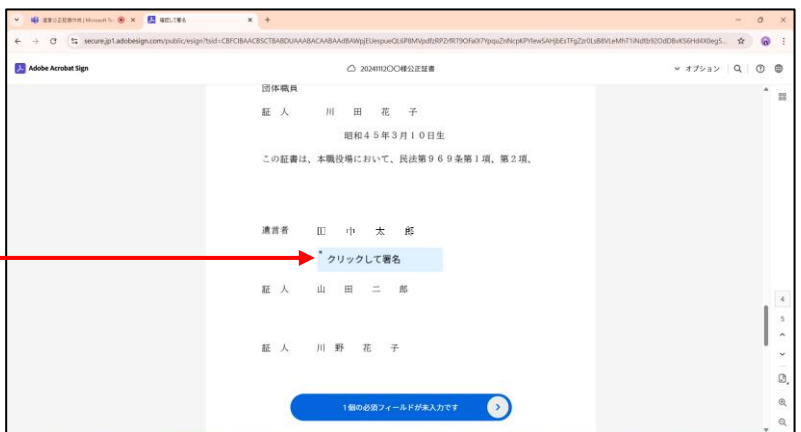 遺言公正証書作成 | Microsoft Te
確認して署名
secure.jp1.adobesign.com/public/esign?tsid=
Adobe Acrobat Sign
20241112〇〇様公正証書
オプション
団体職員
証人 川田花子
昭和45年3月10日生
この証書は、本職役場において、民法第969条第1項、第2項、
遺言者 田中太郎
* クリックして署名
証人 山田二郎
証人 川野花子
4
5
1個の必須フィールドが未入力です